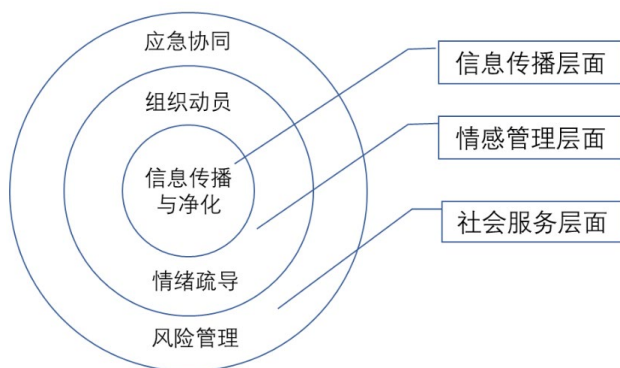 应急协同
组织动员
信息传播
与净化
情绪疏导
风险管理
信息传播层面
情感管理层面
社会服务层面